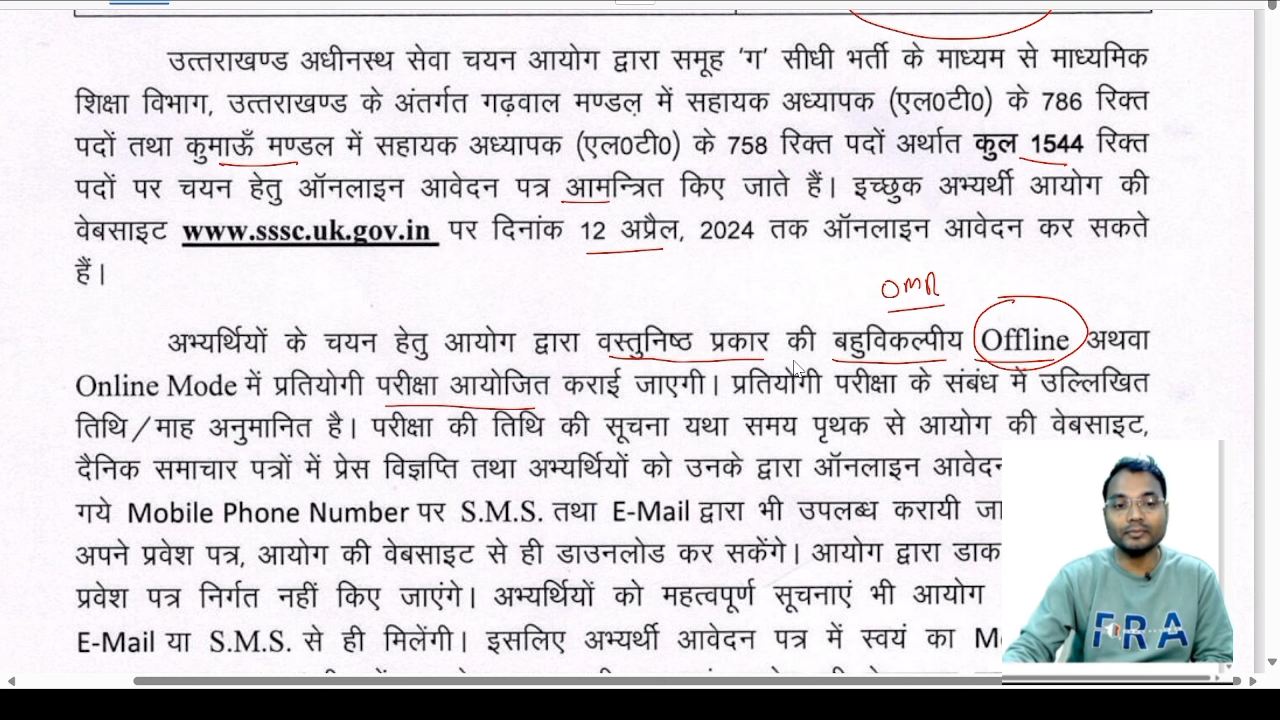 उत्तराखण्ड अधीनस्थ सेवा चयन आयोग द्वारा समूह 'ग' सीधी भर्ती के माध्यम से माध्यमिक
शिक्षा विभाग, उत्तराखण्ड के अंतर्गत गढ़वाल मण्डल में सहायक अध्यापक (एल0टी0) के 786 रिक्त
पदों तथा कुमाऊँ मण्डल में सहायक अध्यापक (एल0टी0) के 758 रिक्त पदों अर्थात कुल 1544 रिक्त
पदों पर चयन हेतु ऑनलाइन आवेदन पत्र आमन्त्रित किए जाते हैं। इच्छुक अभ्यर्थी आयोग की
वेबसाइट www.sssc.uk.gov.in पर दिनांक 12 अप्रैल, 2024 तक ऑनलाइन आवेदन कर सकते
हैं।
OMR
अभ्यर्थियों के चयन हेतु आयोग द्वारा वस्तुनिष्ठ प्रकार की बहुविकल्पीय Offline अथवा
Online Mode में प्रतियोगी परीक्षा आयोजित कराई जाएगी। प्रतियोगी परीक्षा के संबंध में उल्लिखित
तिथि/माह अनुमानित है। परीक्षा की तिथि की सूचना यथा समय पृथक से आयोग की वेबसाइट,
दैनिक समाचार पत्रों में प्रेस विज्ञप्ति तथा अभ्यर्थियों को उनके द्वारा ऑनलाइन आवेदन
गये Mobile Phone Number पर S.M.S. तथा E-Mail द्वारा भी उपलब्ध करायी जा
अपने प्रवेश पत्र, आयोग की वेबसाइट से ही डाउनलोड कर सकेंगे। आयोग द्वारा डाक
प्रवेश पत्र निर्गत नहीं किए जाएंगे। अभ्यर्थियों को महत्वपूर्ण सूचनाएं भी आयोग
E-Mail या S.M.S. से ही मिलेंगी। इसलिए अभ्यर्थी आवेदन पत्र में स्वयं का M
FRA